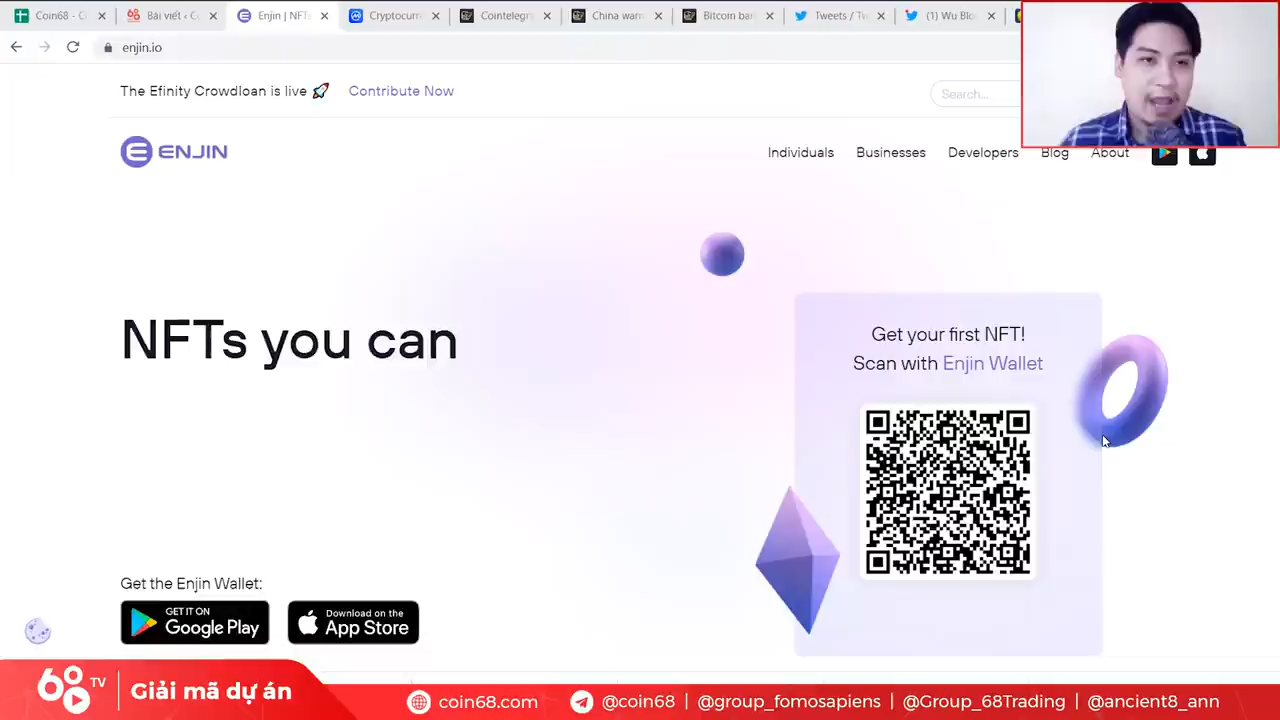 Coin68 - G
Bài viết ‹ C
Enjin | NFTs
Cryptocurr
Cointelegr
China warn
Bitcoin ban
Tweets / Tw
(1) Wu Blo
enjin.io
The Efinity Crowdloan is live 🚀 Contribute Now
Search...
ENJIN
Individuals Businesses Developers Blog About
NFTs you can
Get your first NFT!
Scan with Enjin Wallet
Get the Enjin Wallet:
GET IT ON
Google Play
Download on the
App Store
68 TV
Giải mã dự án
coin68.com
@coin68 | @group_fomosapiens | @Group_68Trading | @ancient8_ann